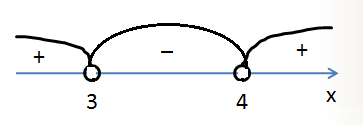 + – +
3 4 x